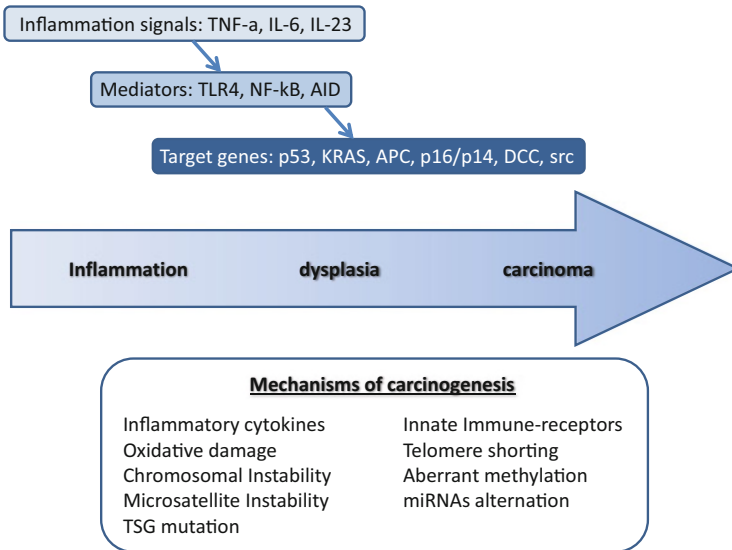 Inflammation signals: TNF-a, IL-6, IL-23
Mediators: TLR4, NF-kB, AID
Target genes: p53, KRAS, APC, p16/p14, DCC, src
Inflammation dysplasia carcinoma
Mechanisms of carcinogenesis
Inflammatory cytokines
Oxidative damage
Chromosomal Instability
Microsatellite Instability
TSG mutation
Innate Immune-receptors
Telomere shorting
Aberrant methylation
miRNAs alternation